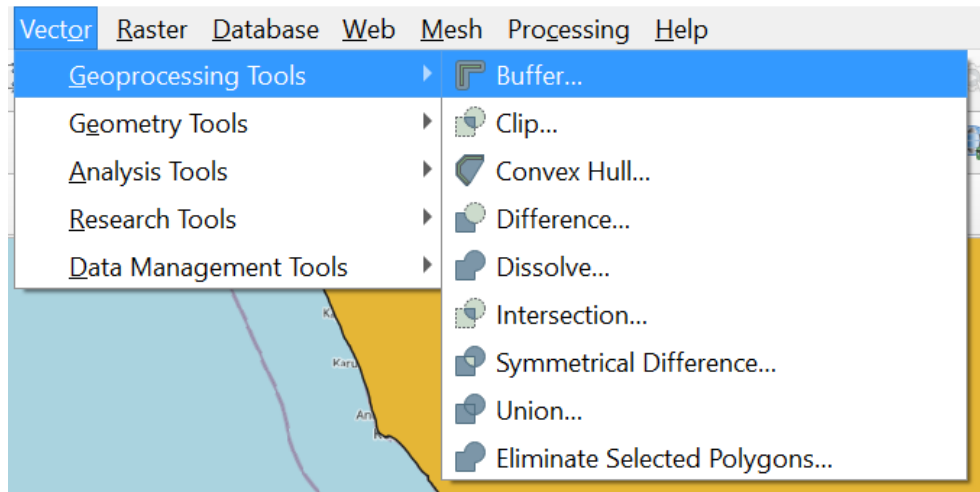 Vector Raster Database Web Mesh Processing Help
Geoprocessing Tools
Geometry Tools
Analysis Tools
Research Tools
Data Management Tools
Buffer...
Clip...
Convex Hull...
Difference...
Dissolve...
Intersection...
Symmetrical Difference...
Union...
Eliminate Selected Polygons...
Karu